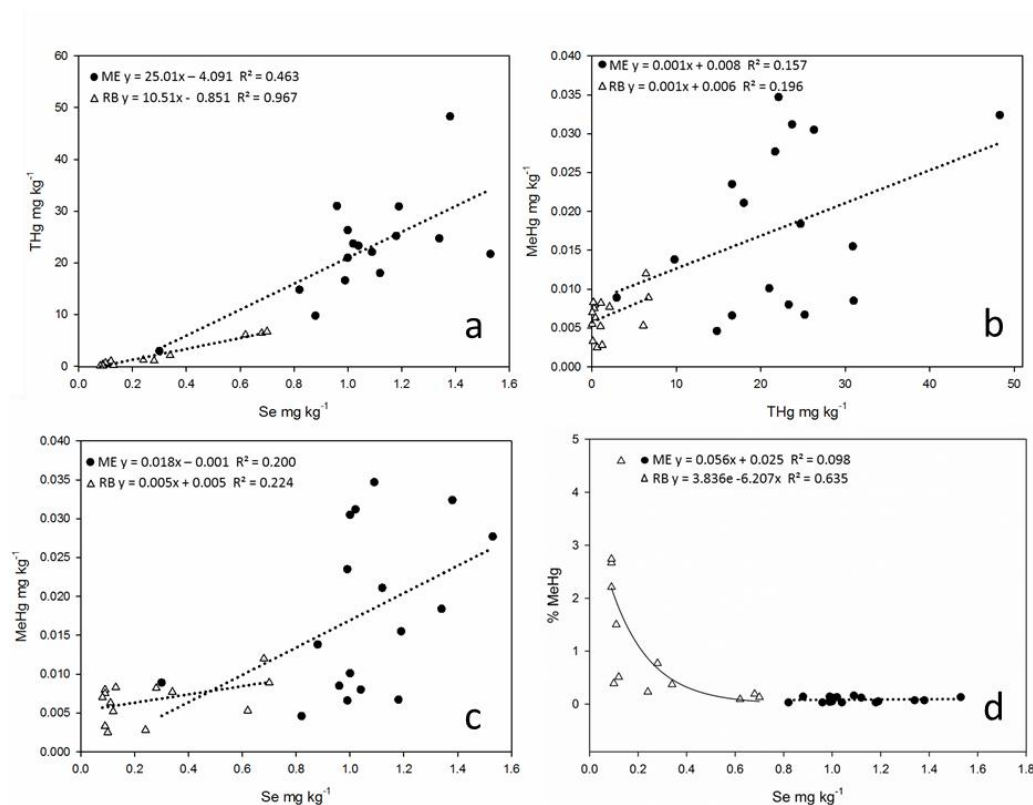 60
50
40
30
20
10
0
THg mg kg⁻¹
● ME y = 25.01x – 4.091 R² = 0.463
△ RB y = 10.51x - 0.851 R² = 0.967
a
0.0 0.2 0.4 0.6 0.8 1.0 1.2 1.4 1.6
Se mg kg⁻¹
0.040
0.035
0.030
0.025
0.020
0.015
0.010
0.005
0.000
MeHg mg kg⁻¹
● ME y = 0.001x + 0.008 R² = 0.157
△ RB y = 0.001x + 0.006 R² = 0.196
b
0 10 20 30 40 50
THg mg kg⁻¹
0.040
0.035
0.030
0.025
0.020
0.015
0.010
0.005
0.000
MeHg mg kg⁻¹
● ME y = 0.018x – 0.001 R² = 0.200
△ RB y = 0.005x + 0.005 R² = 0.224
c
0.0 0.2 0.4 0.6 0.8 1.0 1.2 1.4 1.6
Se mg kg⁻¹
5
4
3
2
1
0
% MeHg
● ME y = 0.056x + 0.025 R² = 0.098
△ RB y = 3.836e -6.207x R² = 0.635
d
0.0 0.2 0.4 0.6 0.8 1.0 1.2 1.4 1.6 1.8
Se mg kg⁻¹